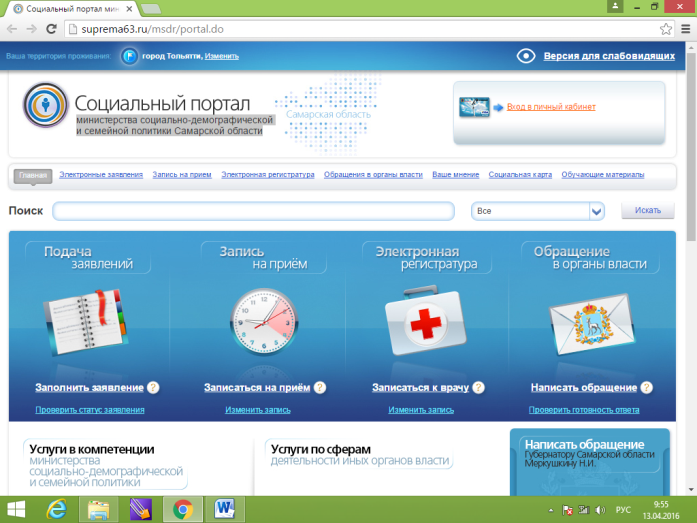 Социальный портал мин
suprema63.ru/msdr/portal.do
Ваша территория проживания:
город Тольятти, Изменить
Версия для слабовидящих
Социальный портал
министерства социально-демографической
и семейной политики Самарской области
Самарская область
Вход в личный кабинет
Главная
Электронные заявления
Запись на прием
Электронная регистратура
Обращения в органы власти
Ваше мнение
Социальная карта
Обучающие материалы
Поиск
Все
Искать
Подача
заявлений
Заполнить заявление ?
Проверить статус заявления
Запись
на приём
Записаться на приём ?
Изменить запись
Электронная
регистратура
Записаться к врачу ?
Изменить запись
Обращение
в органы власти
Написать обращение ?
Проверить готовность ответа
Услуги в компетенции
министерства
социально-демографической
и семейной политики
Услуги по сферам
деятельности иных органов власти
Написать обращение
Губернатору Самарской области
Меркушкину Н.И.
РУС
9:55
13.04.2016